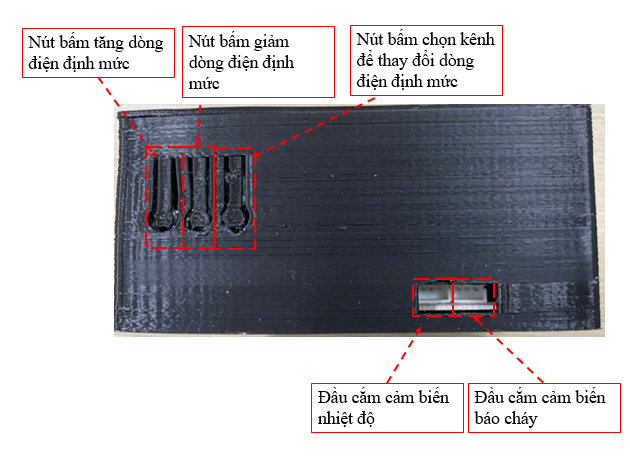 Nút bấm tăng dòng
điện định mức
Nút bấm giảm
dòng điện định
mức
Nút bấm chọn kênh
để thay đổi dòng
điện định mức
Đầu cắm cảm biến
nhiệt độ
Đầu cắm cảm biến
báo cháy